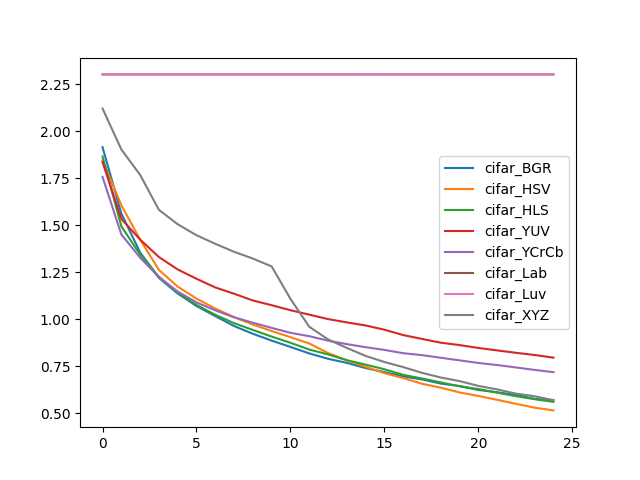 2.25
2.00
1.75
1.50
1.25
1.00
0.75
0.50
0
5
10
15
20
25
cifar_BGR
cifar_HSV
cifar_HLS
cifar_YUV
cifar_YCrCb
cifar_Lab
cifar_Luv
cifar_XYZ